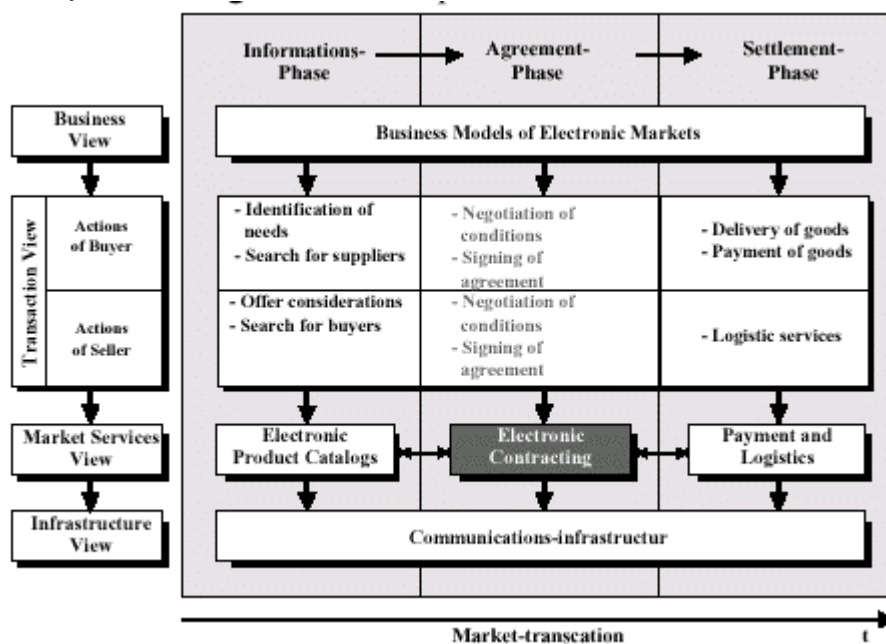 Informations-
Phase
Agreement-
Phase
Settlement-
Phase
Business
View
Business Models of Electronic Markets
Transaction View
Actions
of Buyer
- Identification of
needs
- Search for suppliers
- Negotiation of
conditions
- Signing of
agreement
- Delivery of goods
- Payment of goods
Actions
of Seller
- Offer considerations
- Search for buyers
- Negotiation of
conditions
- Signing of
agreement
- Logistic services
Market Services
View
Electronic
Product Catalogs
Electronic
Contracting
Payment and
Logistics
Infrastructure
View
Communications-infrastructur
Market-transcation
t